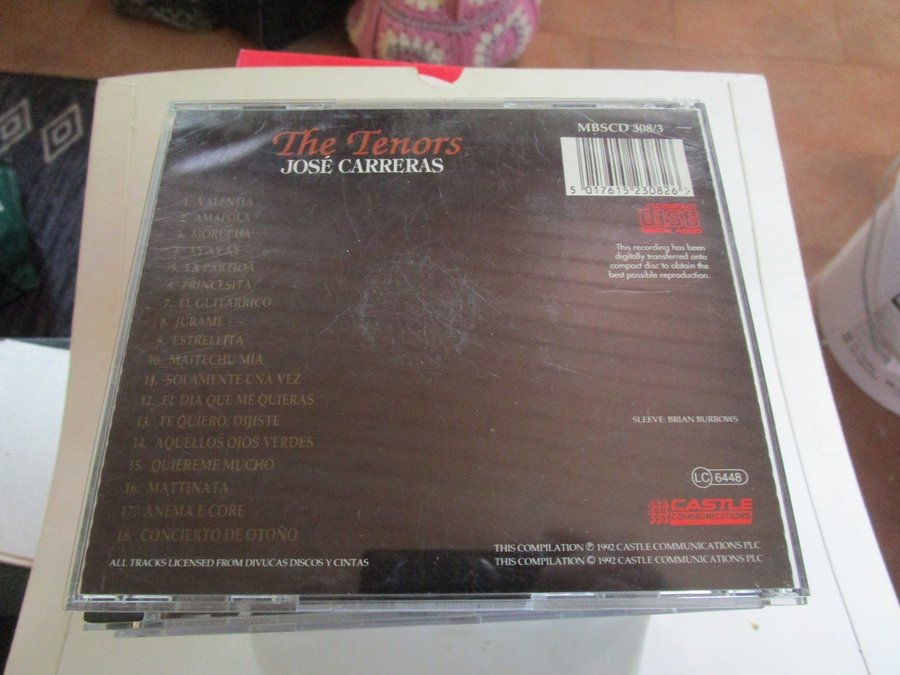 The Tenors
JOSÉ CARRERAS
MBSCD 308/3
5 017615 230826 >
COMPACT
disc
DIGITAL AUDIO
This recording has been
digitally transferred onto
compact disc to obtain the
best possible reproduction.
1. VALENTIA
2. AMAPOLA
3. MORUCHA
4. AY AY AY
5. LA PARTIDA
6. PRINCESITA
7. EL GUITARRICO
8. JURAME
9. ESTRELLITA
10. MAITECHU MIA
11. SOLAMENTE UNA VEZ
12. EL DIA QUE ME QUIERAS
13. TE QUIERO, DIJISTE
14. AQUELLOS OJOS VERDES
15. QUIEREME MUCHO
16. MATTINATA
17. ANEMA E CORE
18. CONCIERTO DE OTOÑO
SLEEVE: BRIAN BURROWS
LC 6448
CASTLE
COMMUNICATIONS
ALL TRACKS LICENSED FROM DIVUCAS DISCOS Y CINTAS
THIS COMPILATION ℗ 1992 CASTLE COMMUNICATIONS PLC
THIS COMPILATION © 1992 CASTLE COMMUNICATIONS PLC